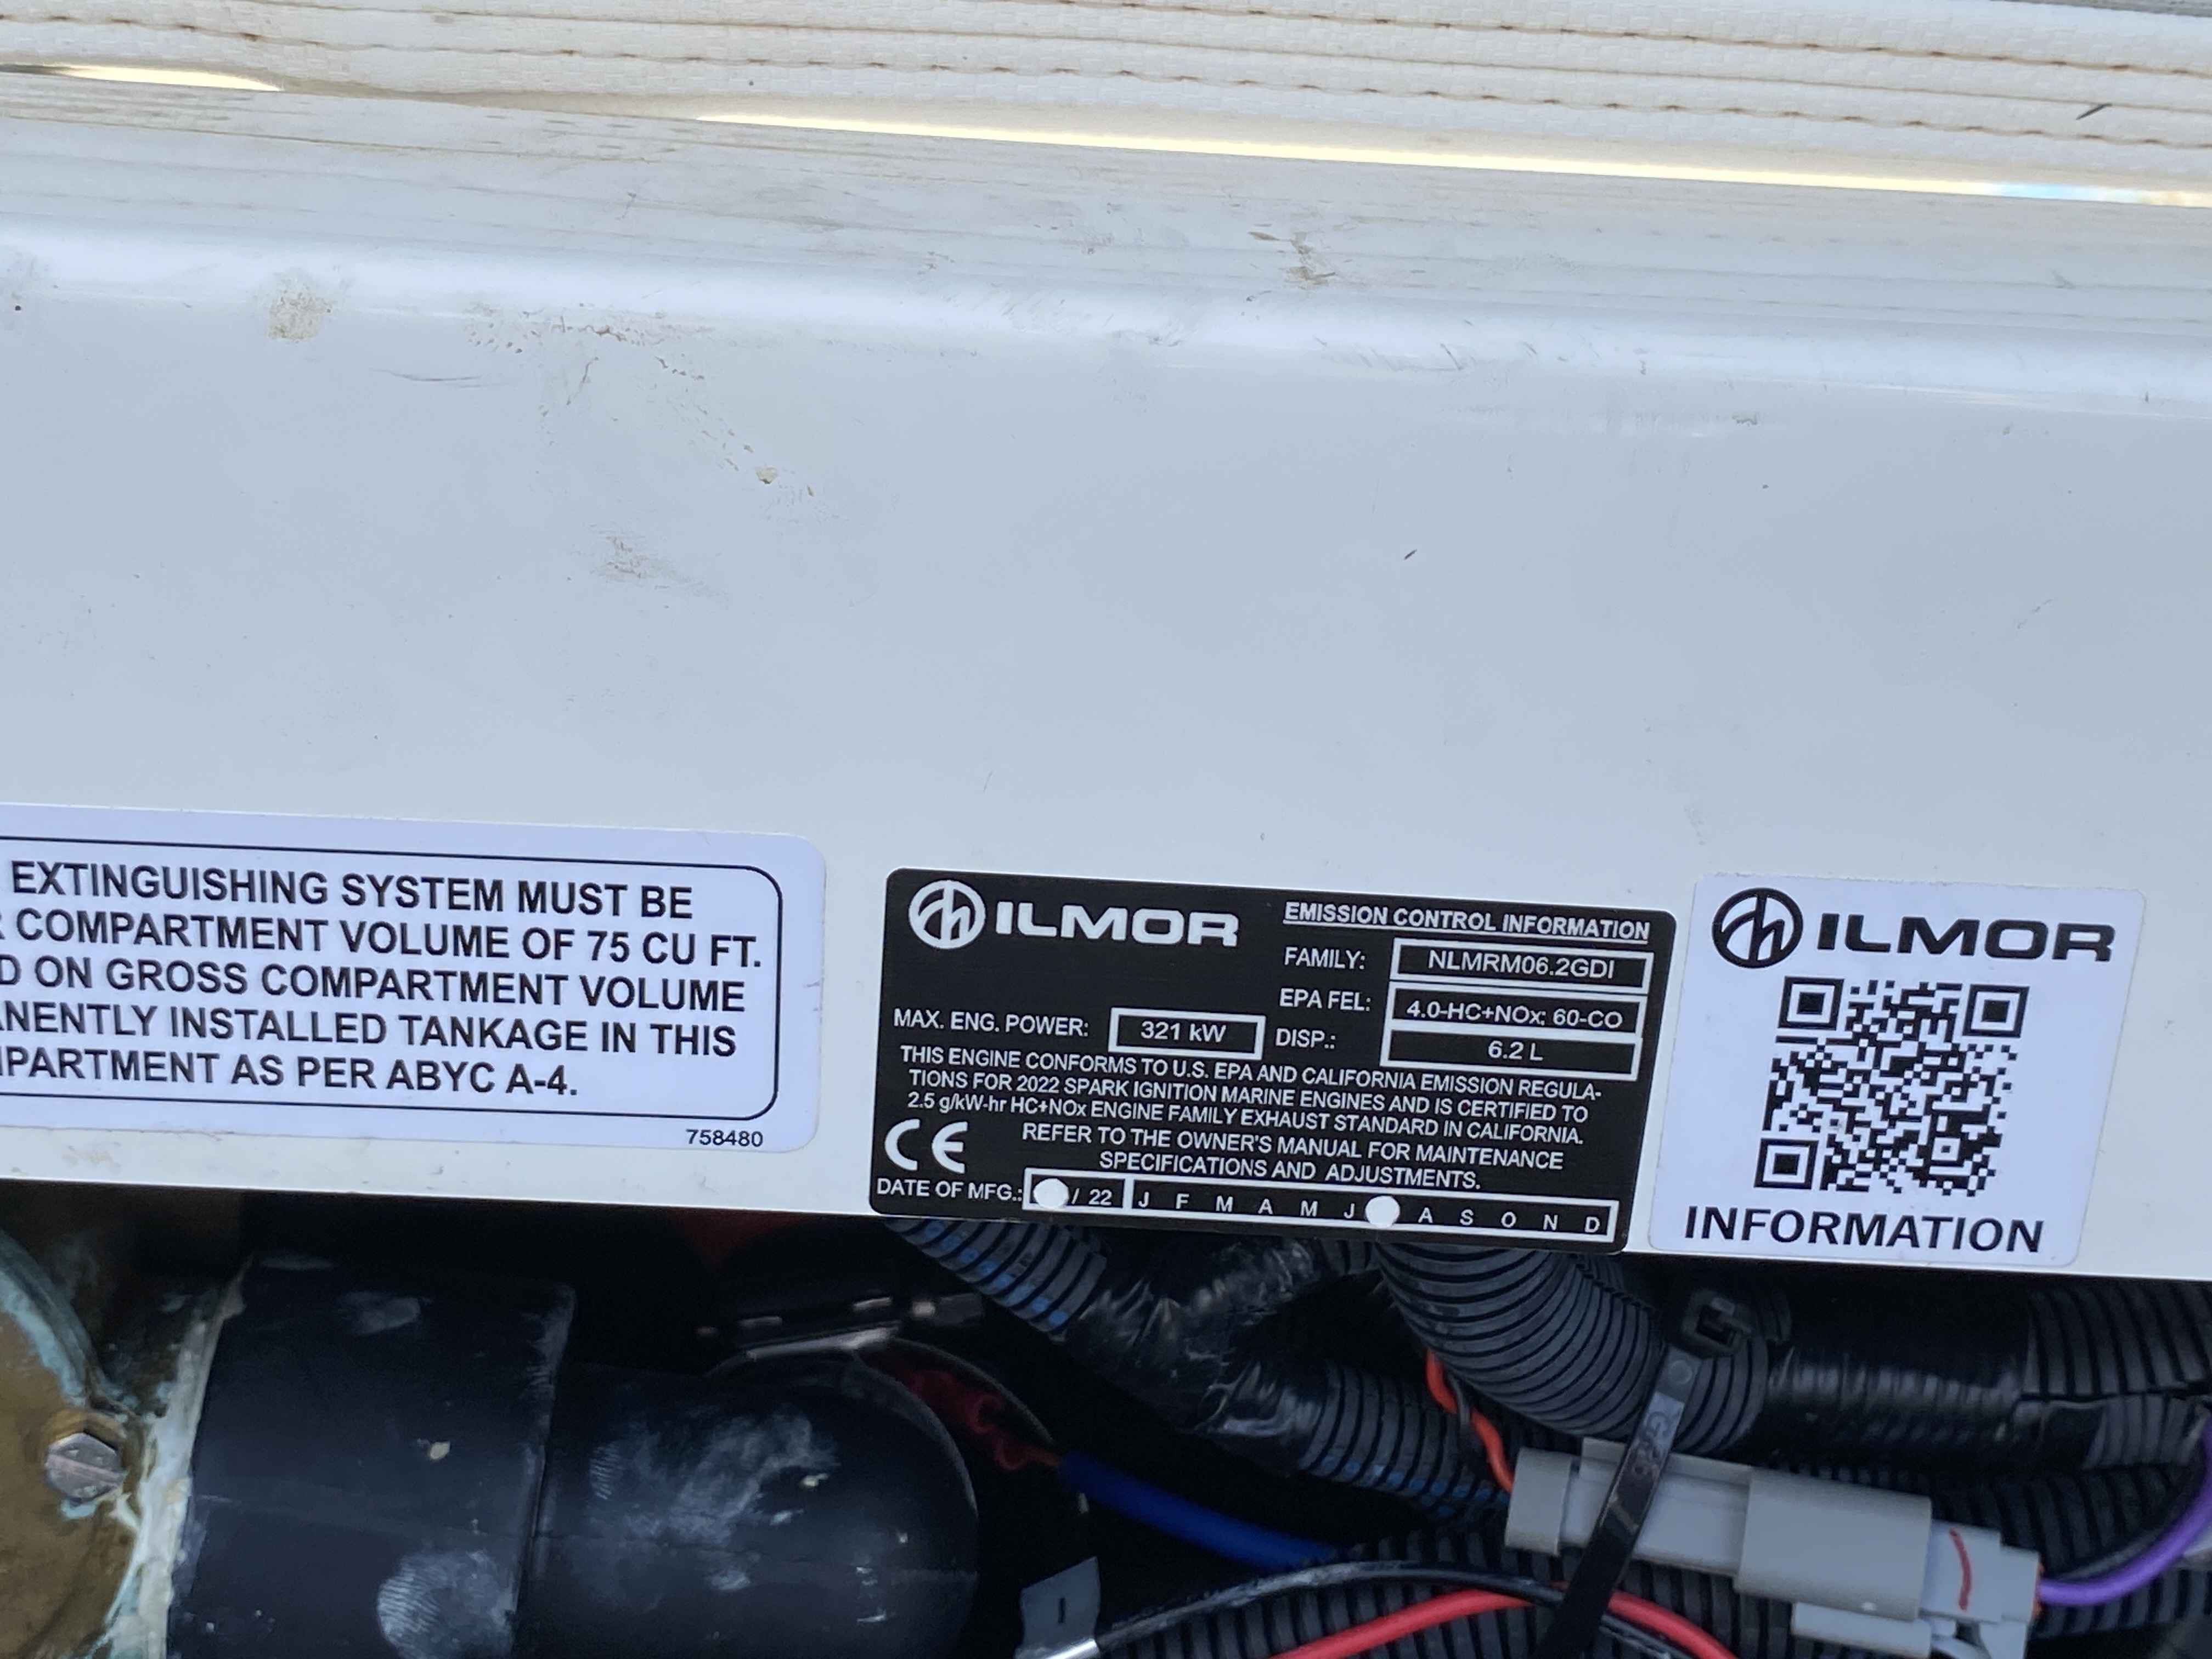 EXTINGUISHING SYSTEM MUST BE
COMPARTMENT VOLUME OF 75 CU FT.
ON GROSS COMPARTMENT VOLUME
INSTALLED TANKAGE IN THIS
AS PER ABYC A-4.
758480
ILMOR
EMISSION CONTROL INFORMATION
FAMILY: NLMRM06.2GDI
EPA FEL: 4.0-HC+NOx; 60-CO
MAX. ENG. POWER: 321 kW
DISP.: 6.2 L
THIS ENGINE CONFORMS TO U.S. EPA AND CALIFORNIA EMISSION REGULA-
TIONS FOR 2022 SPARK IGNITION MARINE ENGINES AND IS CERTIFIED TO
2.5 g/kW-hr HC+NOx ENGINE FAMILY EXHAUST STANDARD IN CALIFORNIA.
CE
REFER TO THE OWNER'S MANUAL FOR MAINTENANCE
SPECIFICATIONS AND ADJUSTMENTS.
DATE OF MFG.: / 22 J F M A M J A S O N D
ILMOR
INFORMATION